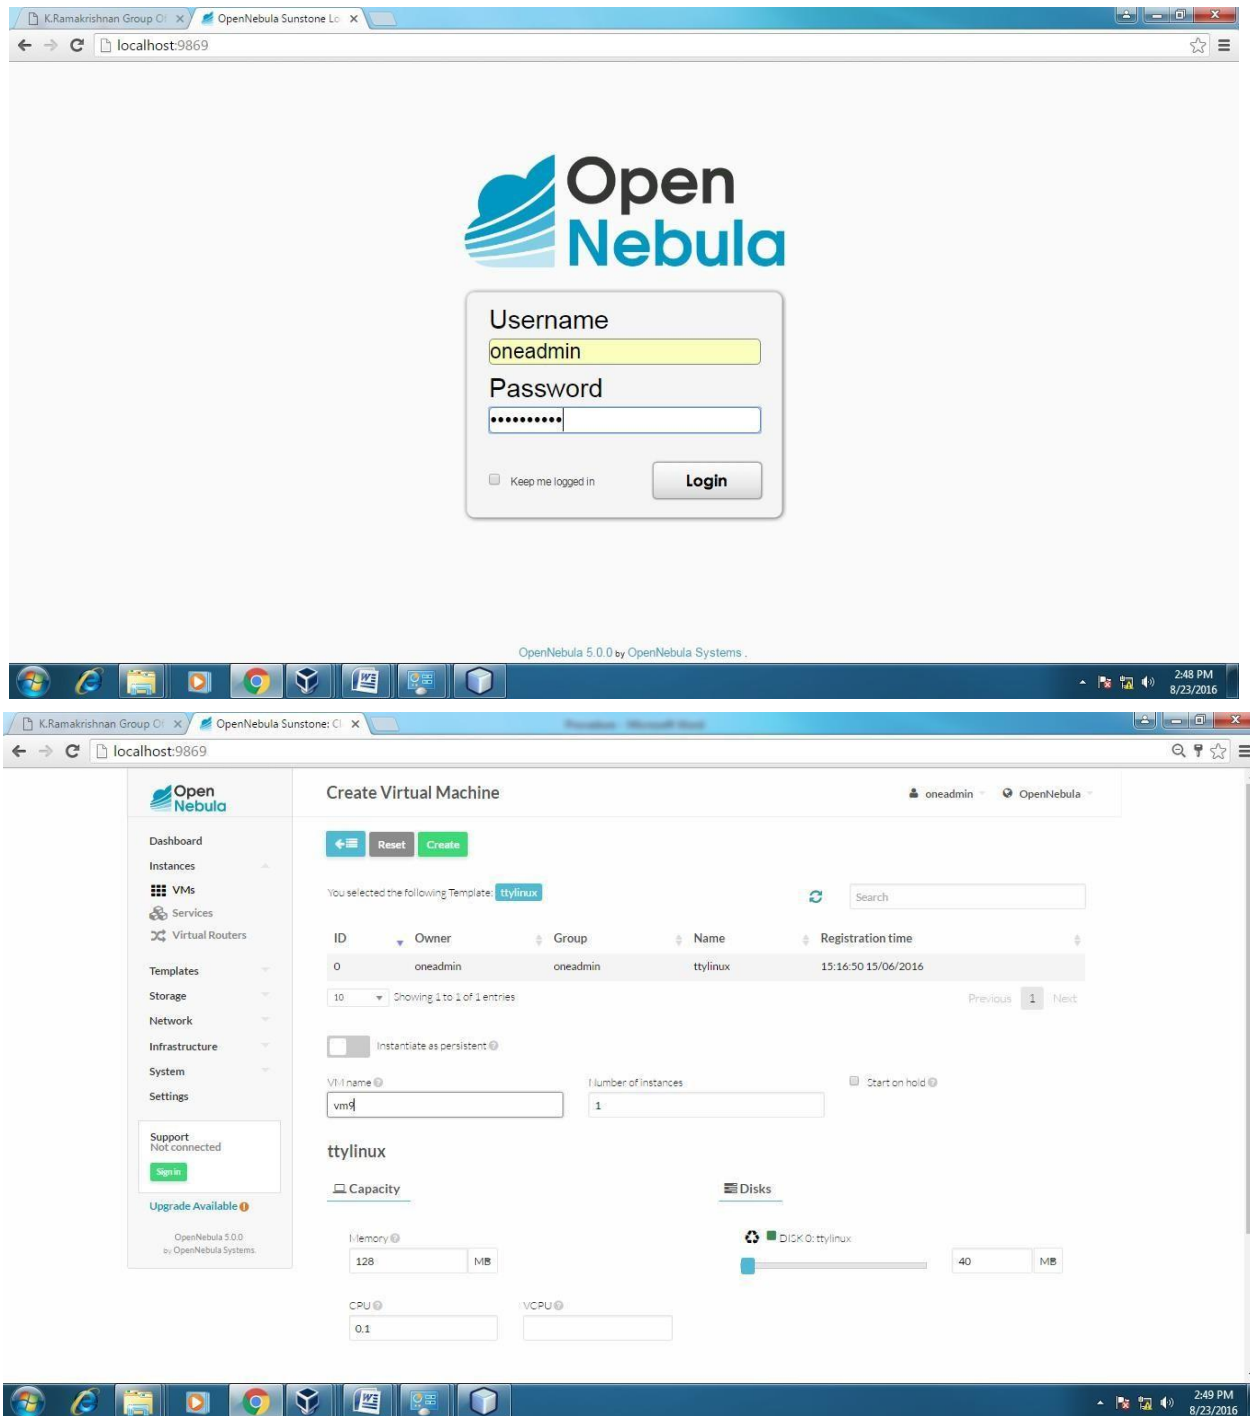 K.Ramakrishnan Group Of
OpenNebula Sunstone Lo
localhost:9869
Open
Nebula
Username
oneadmin
Password
Keep me logged in
Login
OpenNebula 5.0.0 by OpenNebula Systems .
2:48 PM
8/23/2016
K.Ramakrishnan Group Of
OpenNebula Sunstone: Cl
Procedure - Microsoft Word
localhost:9869
Open
Nebula
Create Virtual Machine
oneadmin
OpenNebula
Dashboard
Instances
VMs
Services
Virtual Routers
Templates
Storage
Network
Infrastructure
System
Settings
Support
Not connected
Sign in
Upgrade Available
OpenNebula 5.0.0
by OpenNebula Systems.
Reset
Create
You selected the following Template: ttylinux
Search
ID Owner Group Name Registration time
0 oneadmin oneadmin ttylinux 15:16:50 15/06/2016
10 Showing 1 to 1 of 1 entries
Previous 1 Next
Instantiate as persistent
VM name
Number of instances
Start on hold
vm9
1
ttylinux
Capacity
Disks
Memory
DISK 0: ttylinux
128 MB
40 MB
CPU
VCPU
0.1
2:49 PM
8/23/2016